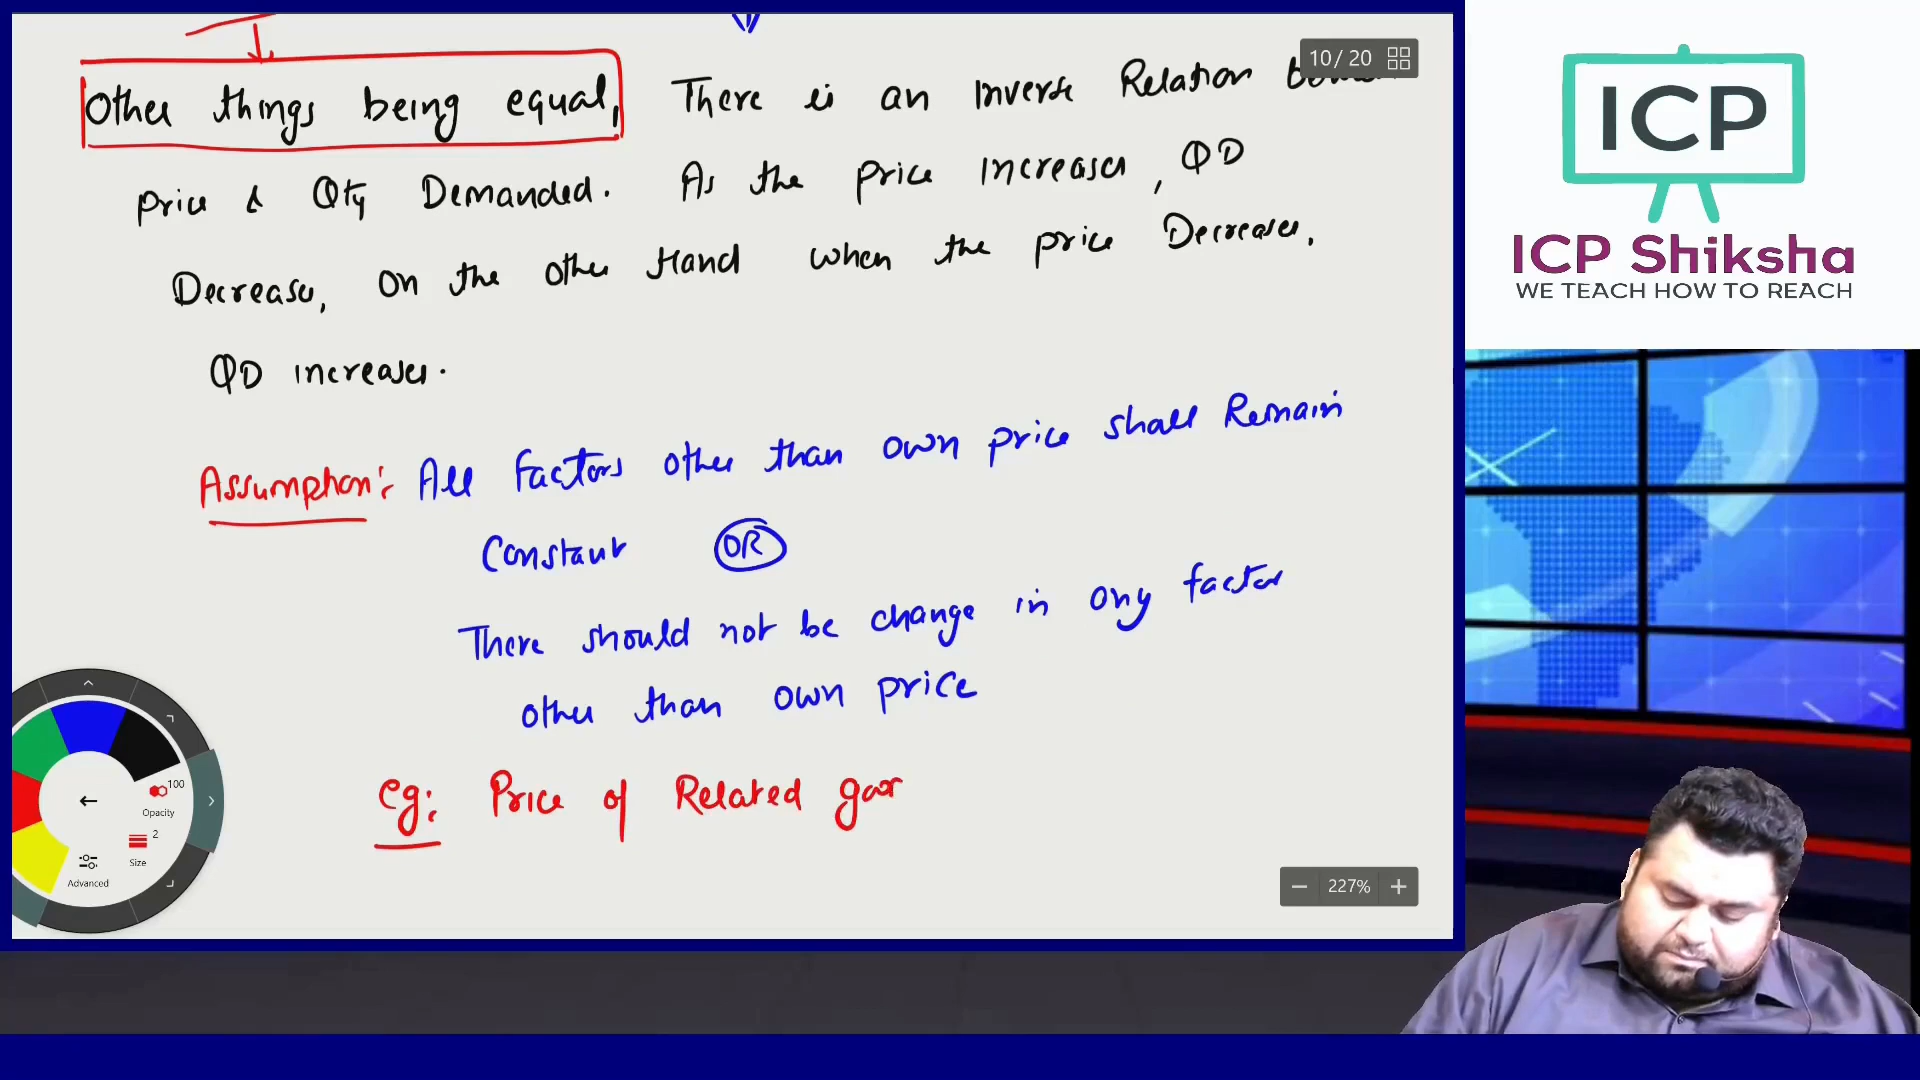 Other things being equal, There is an inverse Relation
Price & Qty Demanded. As the price increases, QD
Decreases, on the other Hand when the price Decreases,
QD increases.
Assumption: All factors other than own price shall Remain
Constant OR
There should not be change in any factor
other than own price
eg: Price of Related goo
10/ 20
100
Opacity
2
Size
Advanced
227%
ICP
ICP Shiksha
WE TEACH HOW TO REACH